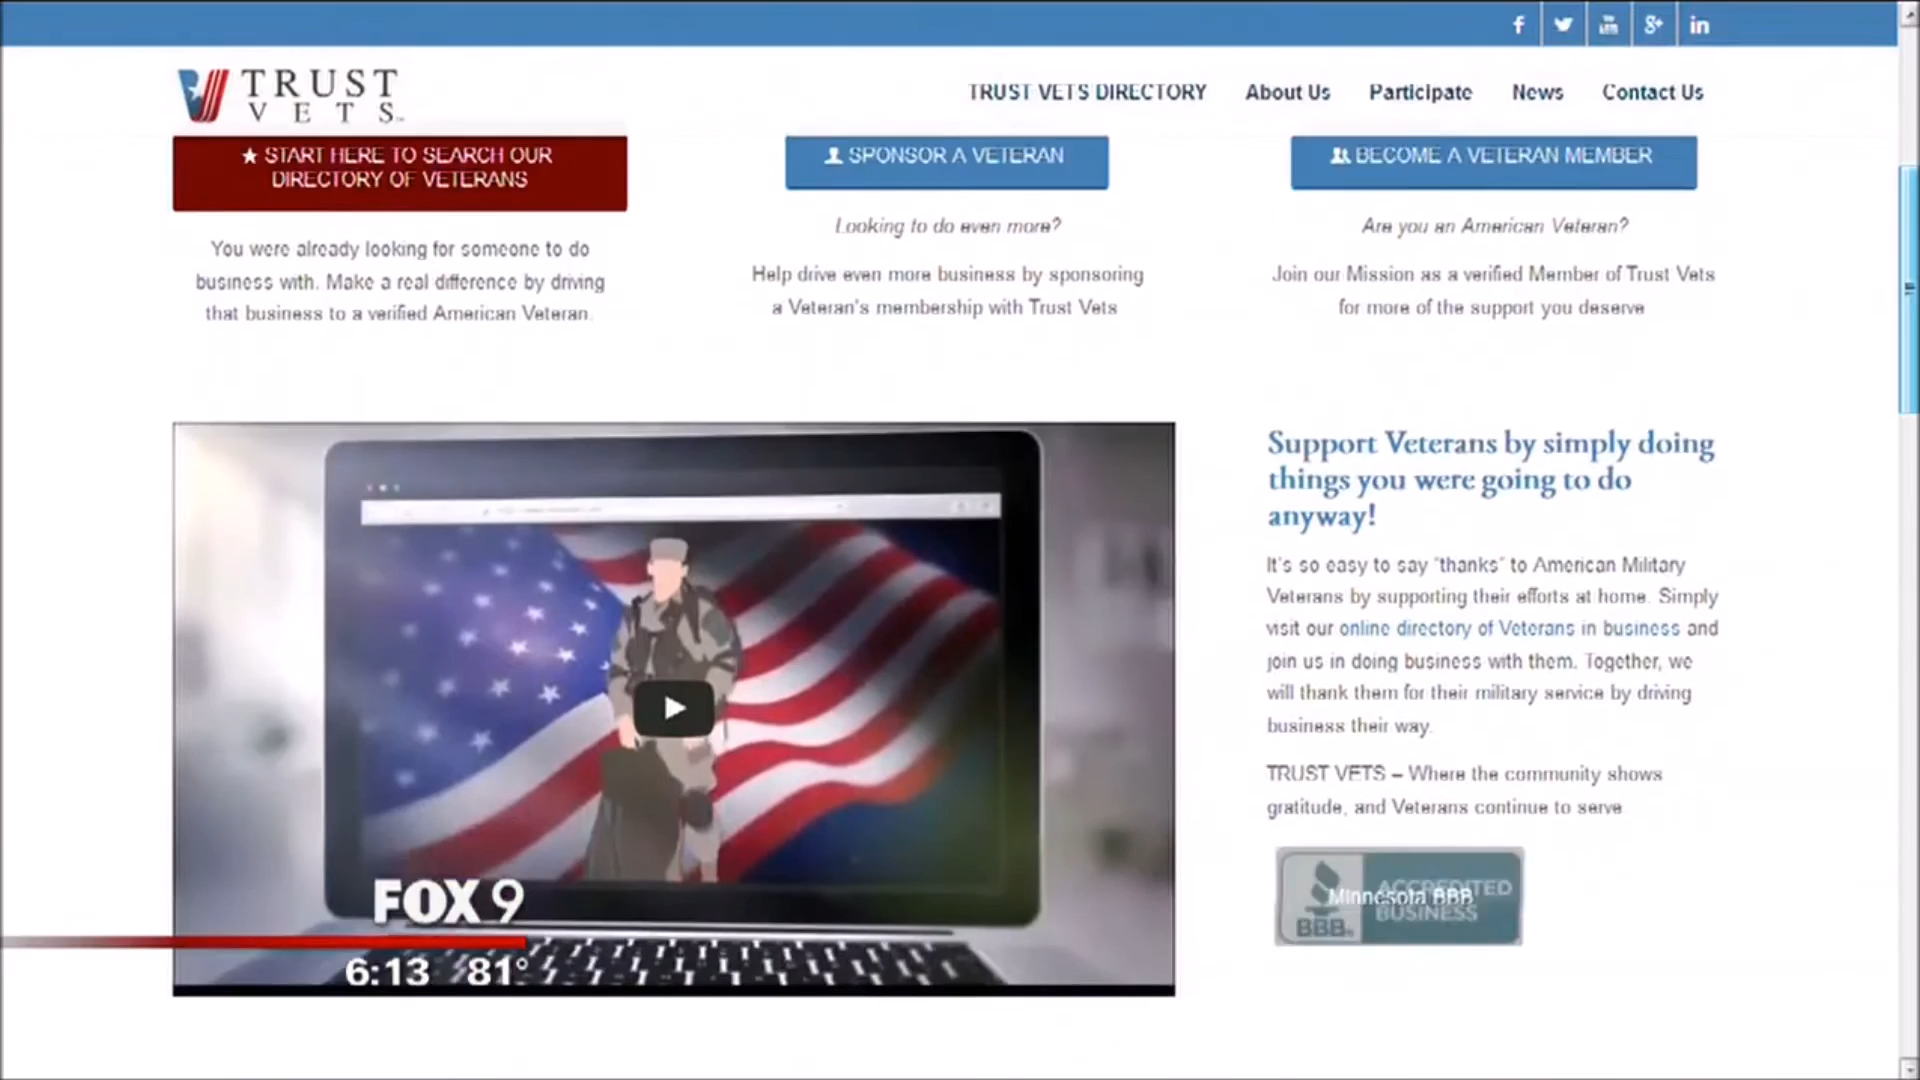 TRUST
VETS
TRUST VETS DIRECTORY
About Us
Participate
News
Contact Us
START HERE TO SEARCH OUR
DIRECTORY OF VETERANS
You were already looking for someone to do
business with. Make a real difference by driving
that business to a verified American Veteran.
SPONSOR A VETERAN
Looking to do even more?
Help drive even more business by sponsoring
a Veteran's membership with Trust Vets
BECOME A VETERAN MEMBER
Are you an American Veteran?
Join our Mission as a verified Member of Trust Vets
for more of the support you deserve
FOX 9
6:13 81°
Support Veterans by simply doing
things you were going to do
anyway!
It's so easy to say "thanks" to American Military
Veterans by supporting their efforts at home. Simply
visit our online directory of Veterans in business and
join us in doing business with them. Together, we
will thank them for their military service by driving
business their way.
TRUST VETS – Where the community shows
gratitude, and Veterans continue to serve
ACCREDITED
BUSINESS
BBB
Minnesota BBB